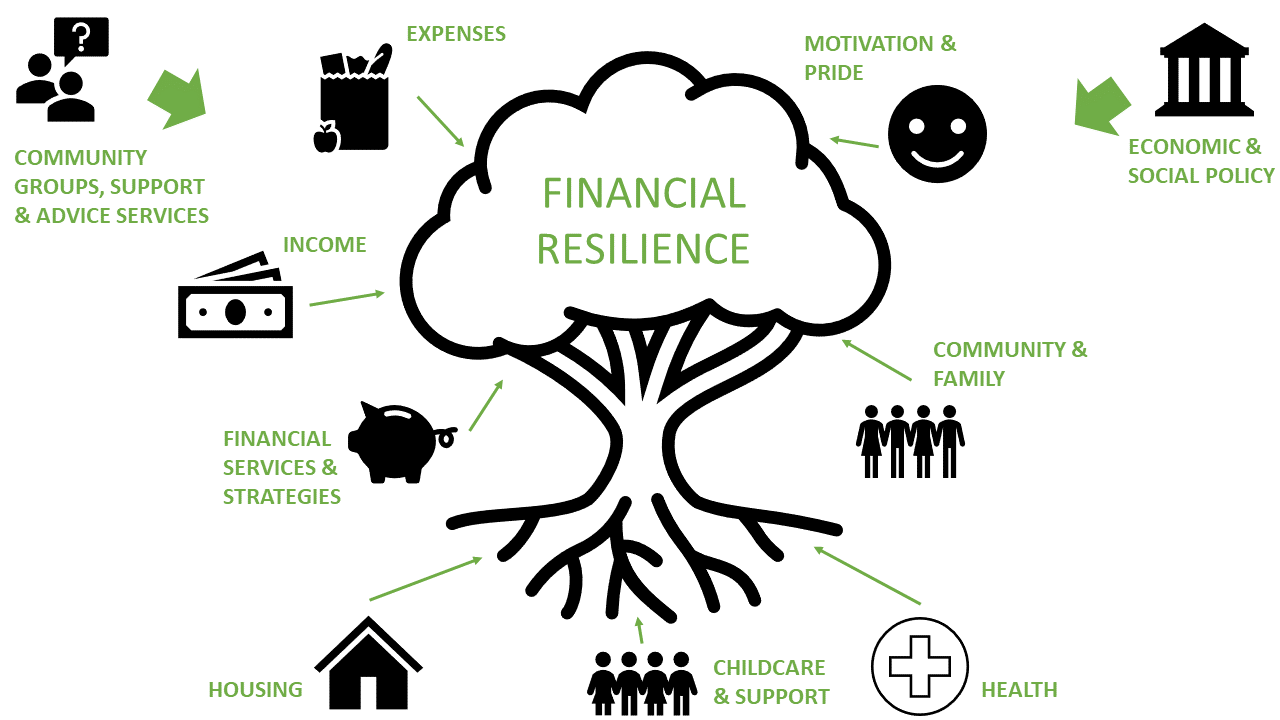 ?
EXPENSES
MOTIVATION &
PRIDE
COMMUNITY
GROUPS, SUPPORT
& ADVICE SERVICES
ECONOMIC &
SOCIAL POLICY
FINANCIAL
RESILIENCE
INCOME
COMMUNITY &
FAMILY
FINANCIAL
SERVICES &
STRATEGIES
HOUSING
CHILDCARE
& SUPPORT
HEALTH